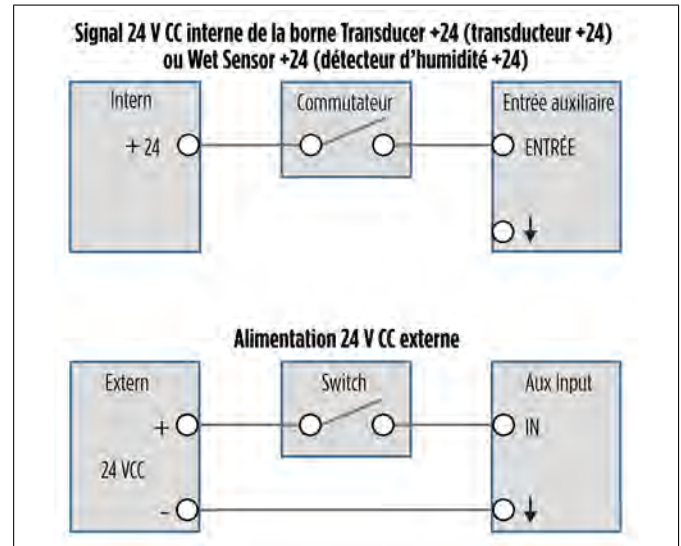 Signal 24 V CC interne de la borne Transducer +24 (transducteur +24)
ou Wet Sensor +24 (détecteur d'humidité +24)
Intern
Commutateur
Entrée auxiliaire
+ 24
ENTRÉE
↓
Alimentation 24 V CC externe
Extern
Switch
Aux Input
+
IN
24 VCC
-
↓